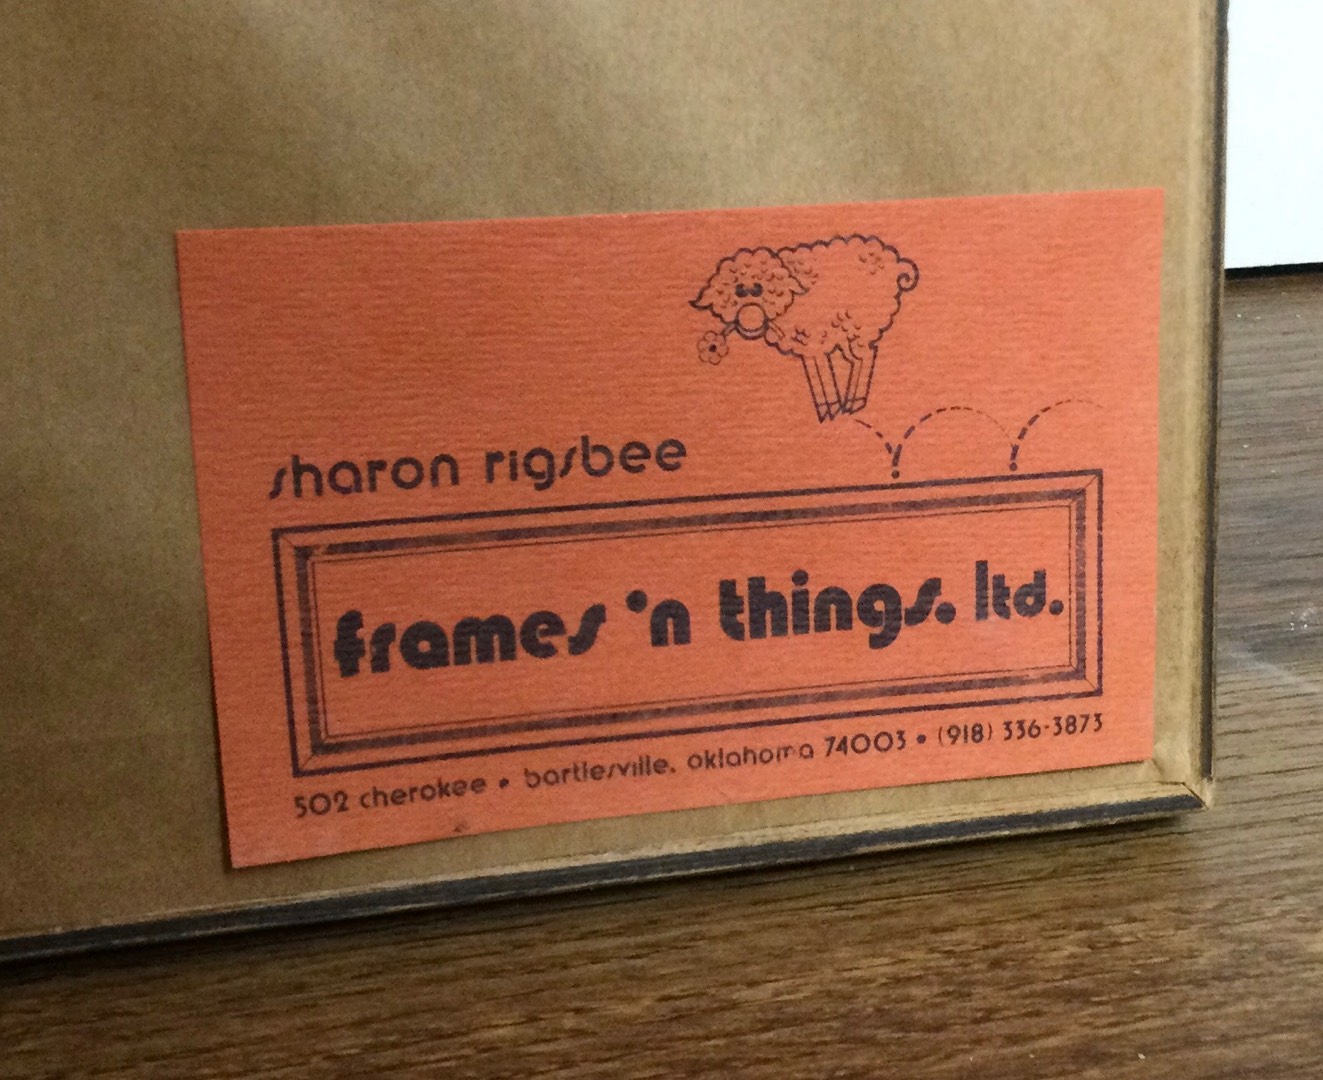 sharon rigsbee
frames 'n things. ltd.
502 cherokee • bartlesville. oklahoma 74003 • (918) 336-3873